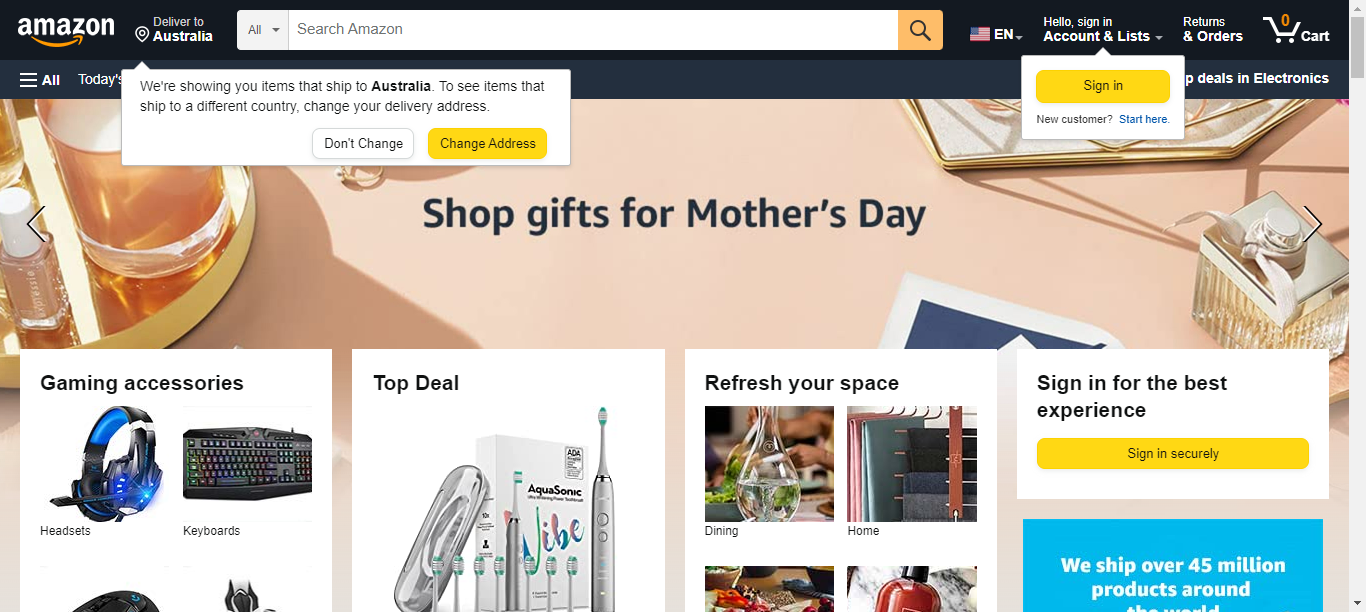 amazon
Deliver to
Australia
All
Search Amazon
EN
Hello, sign in
Account & Lists
Returns
& Orders
0
Cart
All
Today's
p deals in Electronics
We're showing you items that ship to Australia. To see items that
ship to a different country, change your delivery address.
Don't Change
Change Address
Sign in
New customer? Start here.
Shop gifts for Mother's Day
Gaming accessories
Headsets
Keyboards
Top Deal
ADA
AquaSonic
Vibe
Refresh your space
Dining
Home
Sign in for the best
experience
Sign in securely
We ship over 45 million
products around
the world